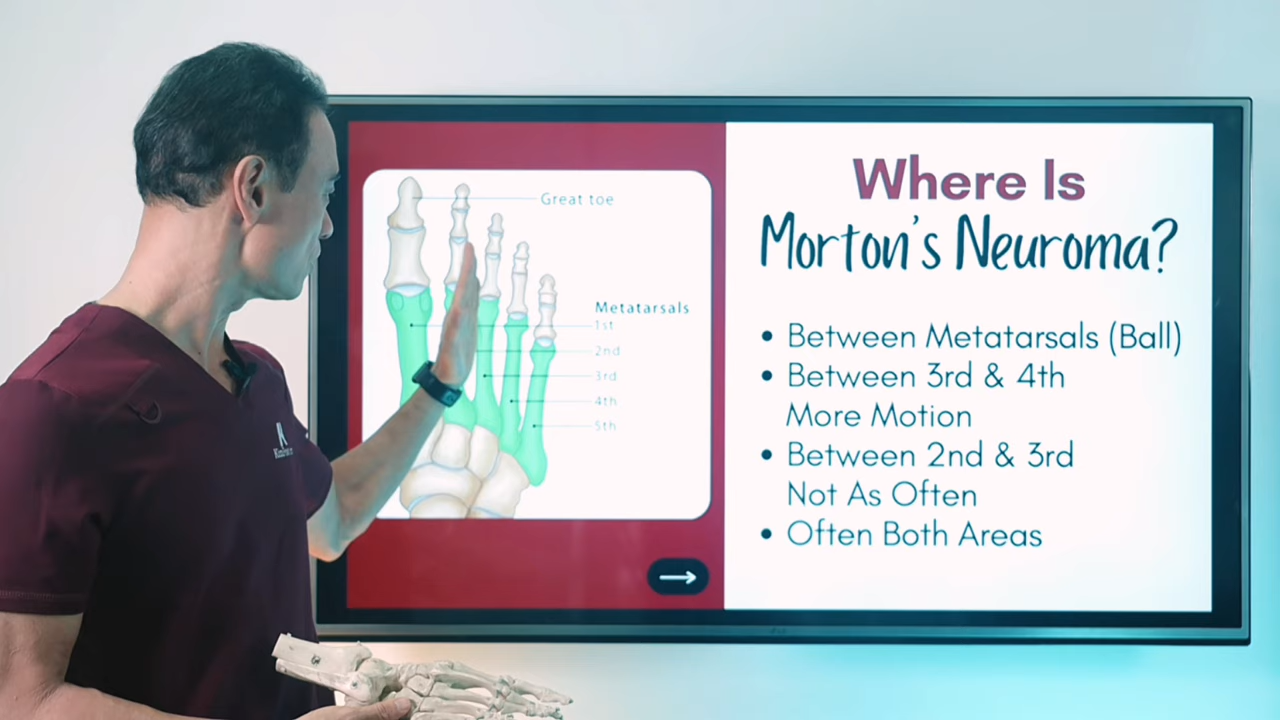 Where Is
Morton's Neuroma?
Great toe
Metatarsals
1st
2nd
3rd
4th
5th
• Between Metatarsals (Ball)
• Between 3rd & 4th
More Motion
• Between 2nd & 3rd
Not As Often
• Often Both Areas